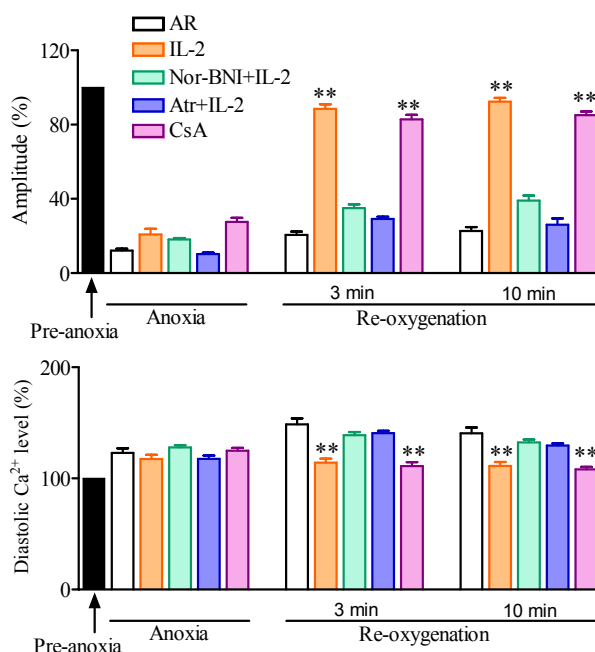 AR
IL-2
Nor-BNI+IL-2
Atr+IL-2
CsA
Amplitude (%)
120
80
40
0
** ** ** **
3 min 10 min
Anoxia Re-oxygenation
Pre-anoxia
Diastolic Ca²⁺ level (%)
200
100
0
** ** ** **
3 min 10 min
Anoxia Re-oxygenation
Pre-anoxia